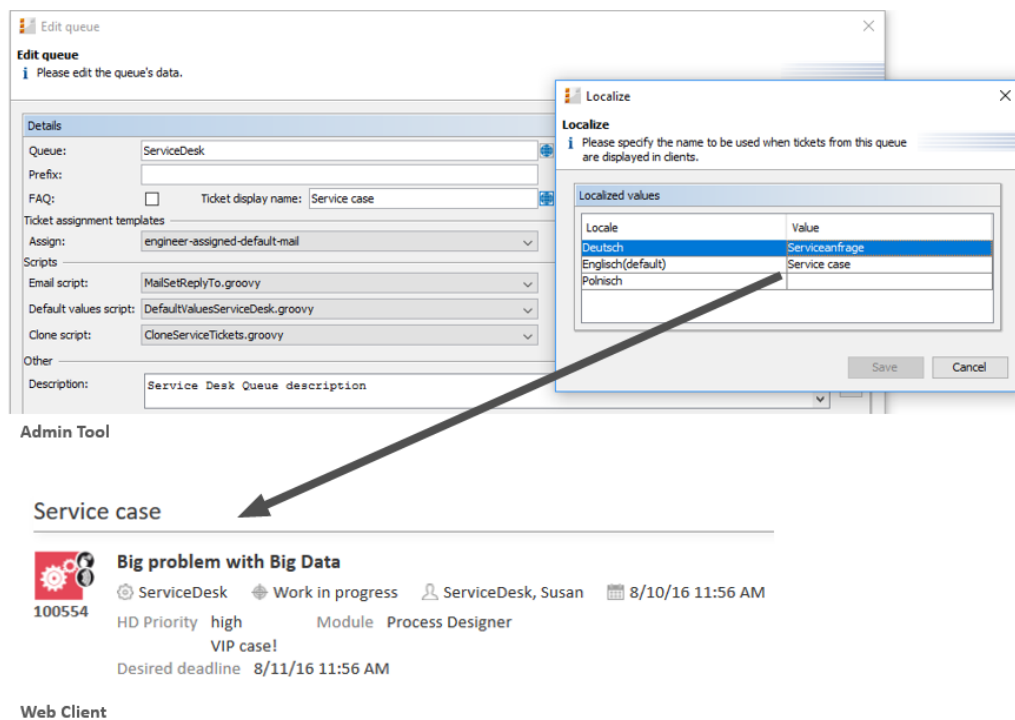 Edit queue
Edit queue
Please edit the queue's data.
Details
Queue: ServiceDesk
Prefix:
FAQ: Ticket display name: Service case
Ticket assignment templates
Assign: engineer-assigned-default-mail
Scripts
Email script: MailSetReplyTo.groovy
Default values script: DefaultValuesServiceDesk.groovy
Clone script: CloneServiceTickets.groovy
Other
Description: Service Desk Queue description
Localize
Localize
Please specify the name to be used when tickets from this queue
are displayed in clients.
Localized values
Locale Value
Deutsch Serviceanfrage
Englisch(default) Service case
Polnisch
Save Cancel
Admin Tool
Service case
Big problem with Big Data
100554
ServiceDesk Work in progress ServiceDesk, Susan 8/10/16 11:56 AM
HD Priority high Module Process Designer
VIP case!
Desired deadline 8/11/16 11:56 AM
Web Client